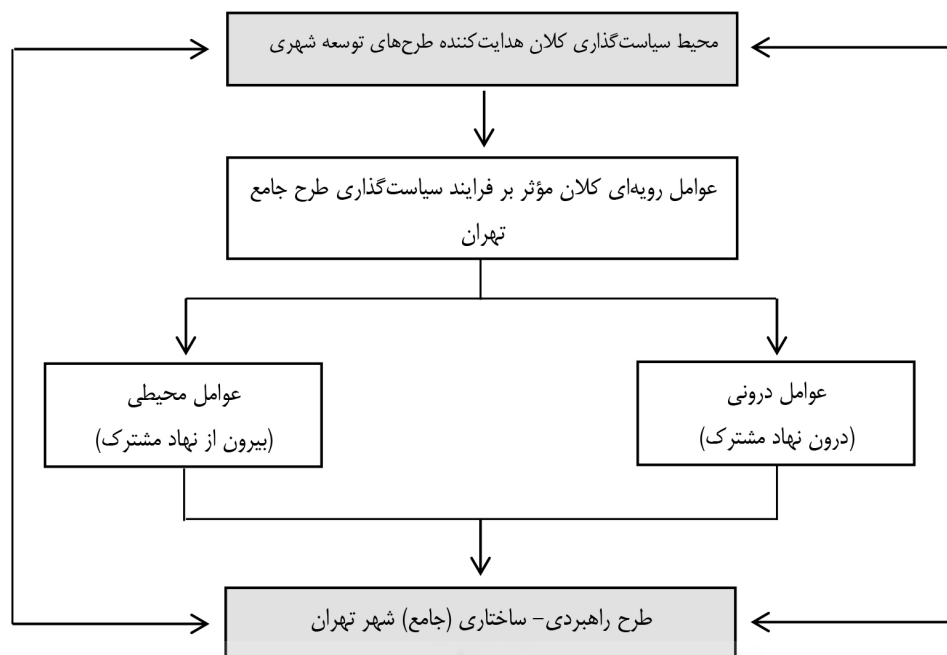 محیط سیاست‌گذاری کلان هدایت‌کننده طرح‌های توسعه شهری
عوامل رویه‌ای کلان مؤثر بر فرایند سیاست‌گذاری طرح جامع
تهران
عوامل درونی
(درون نهاد مشترک)
عوامل محیطی
(بیرون از نهاد مشترک)
طرح راهبردی- ساختاری (جامع) شهر تهران